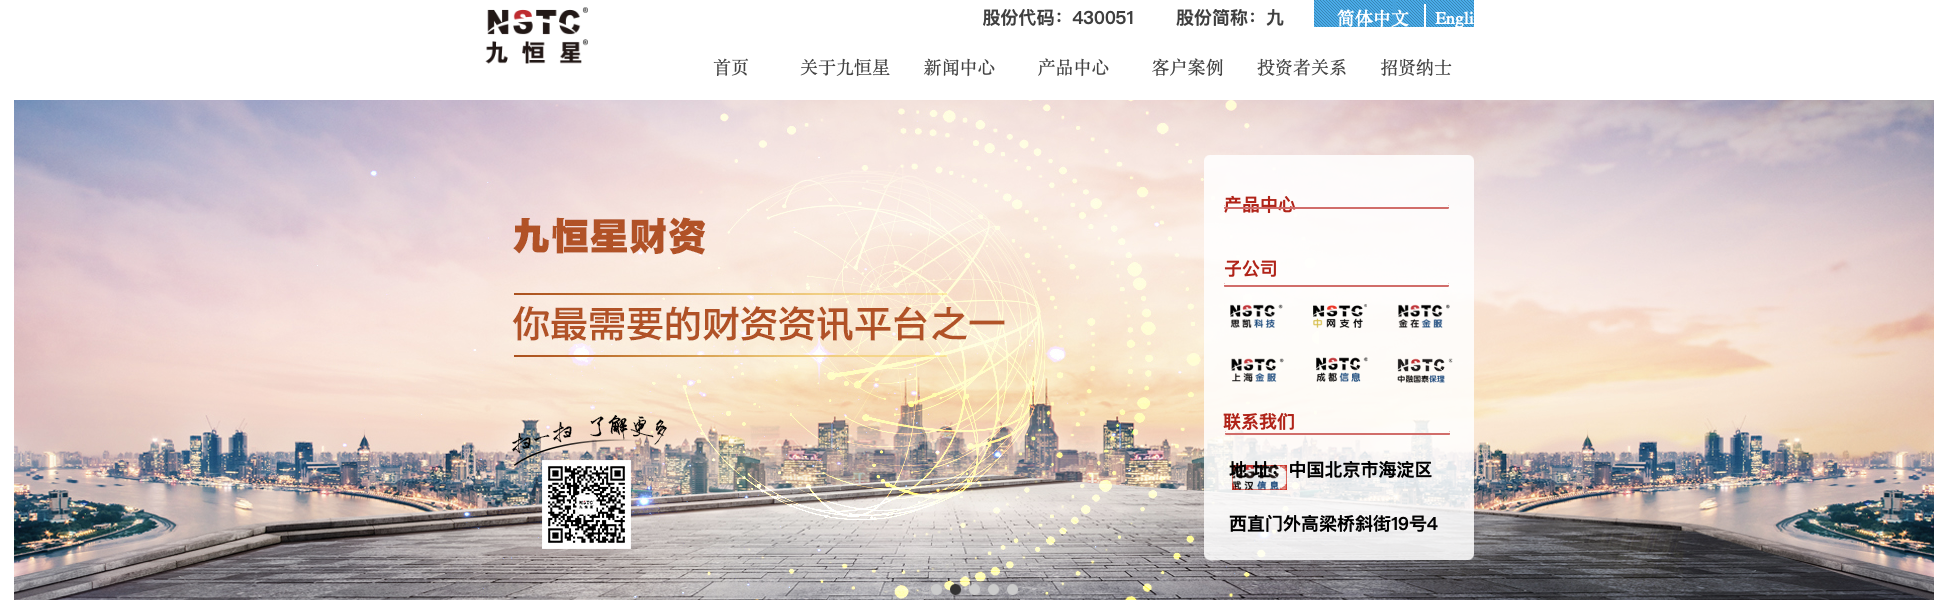 NSTC
九恒星
股份代码：430051
股份简称：九
简体中文
Engli
首页
关于九恒星
新闻中心
产品中心
客户案例
投资者关系
招贤纳士
九恒星财资
你最需要的财资资讯平台之一
扫一扫 了解更多
产品中心
子公司
NSTC
思凯科技
NSTC
中网支付
NSTC
金在金服
NSTC
上海金服
NSTC
成都信息
NSTC
中融国泰保理
联系我们
地 址： 中国北京市海淀区
武汉信息
西直门外高梁桥斜街19号4